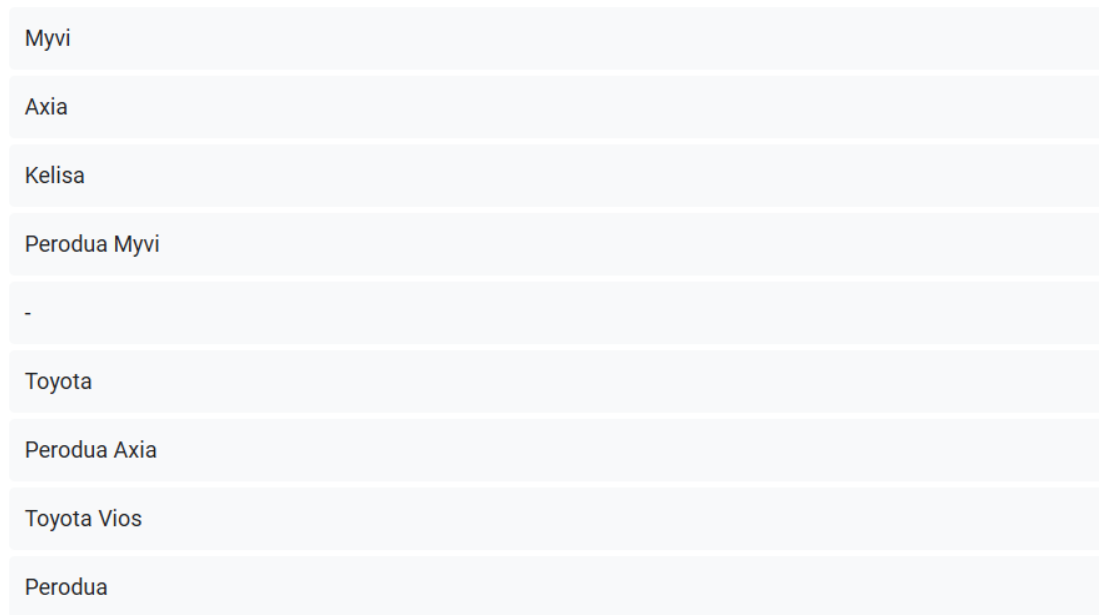 Myvi
Axia
Kelisa
Perodua Myvi
-
Toyota
Perodua Axia
Toyota Vios
Perodua